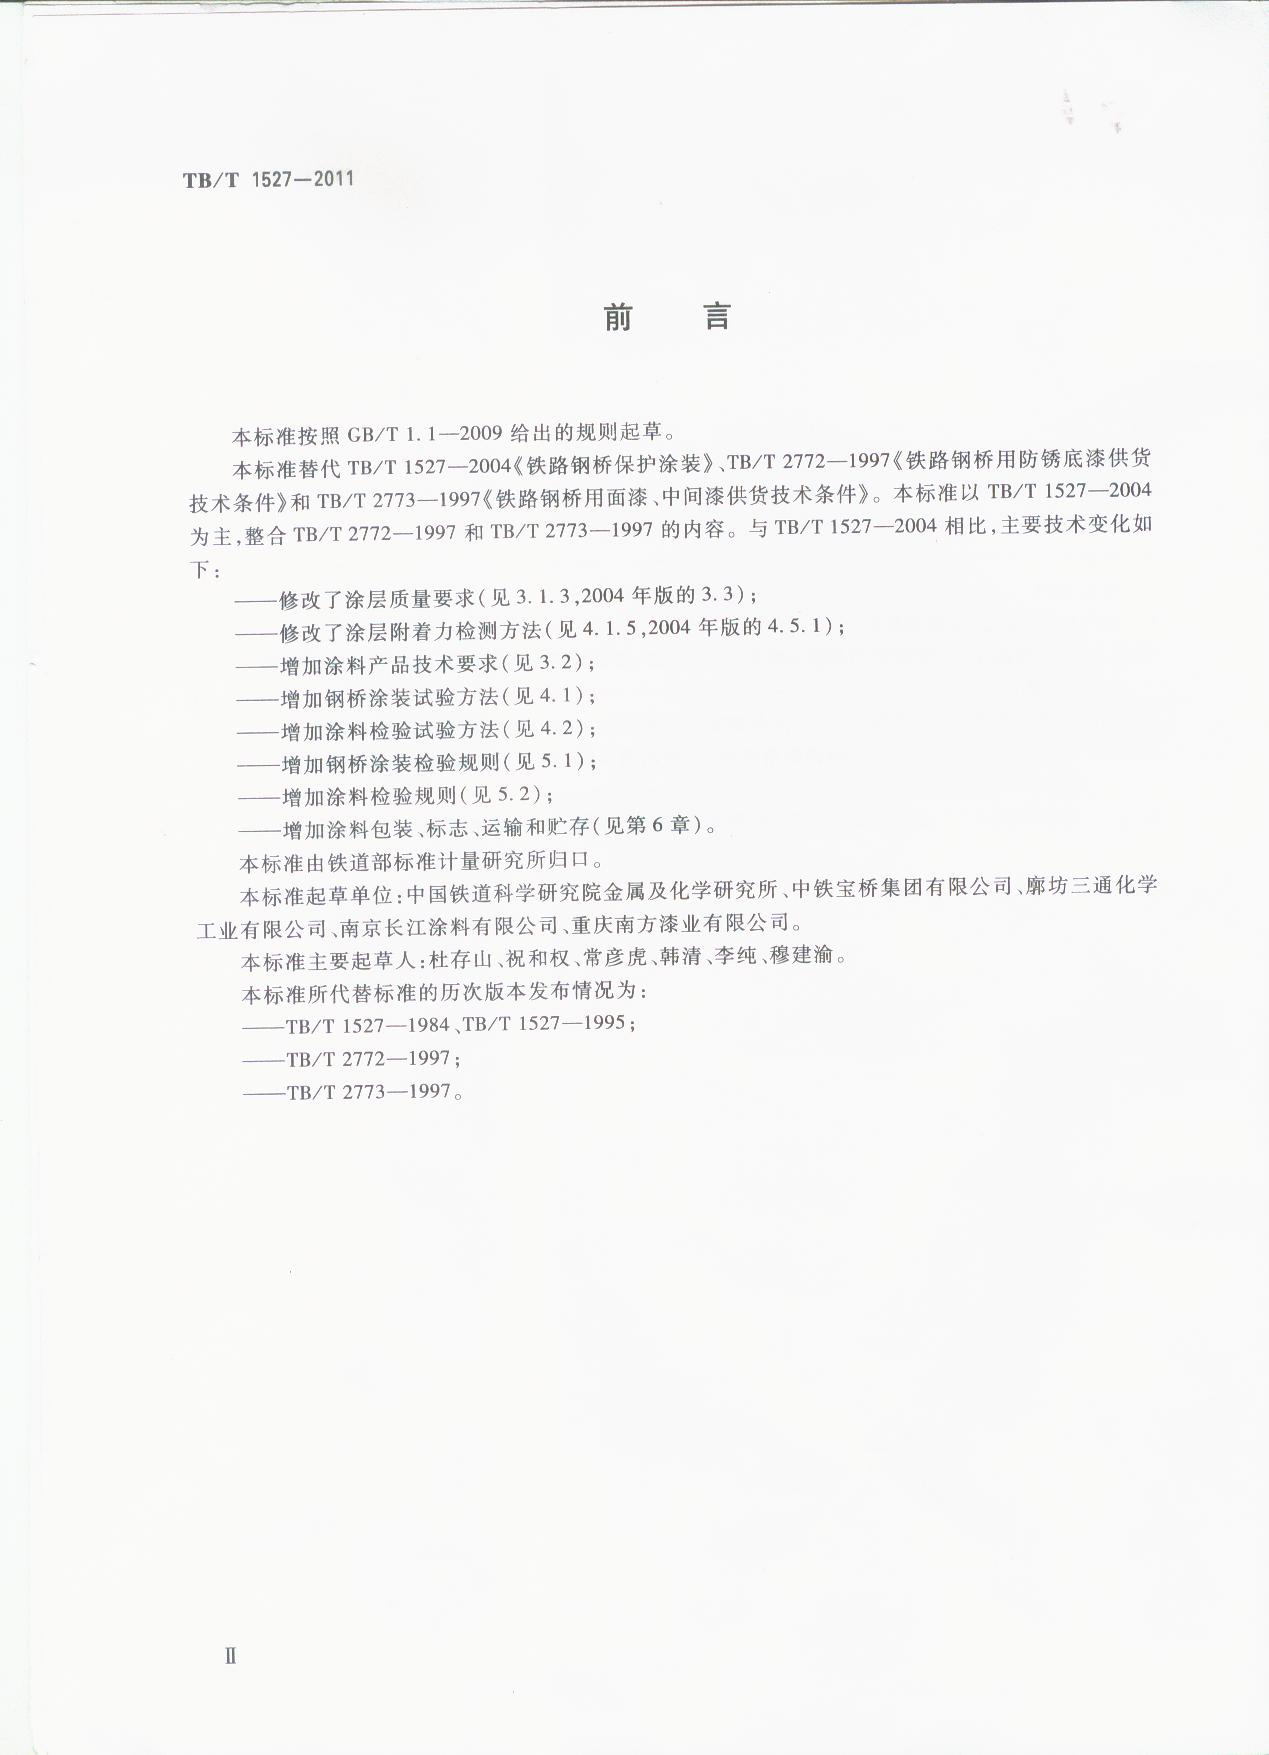 TB/T 1527—2011
前 言
本标准按照 GB/T 1.1—2009 给出的规则起草。
本标准替代 TB/T 1527—2004《铁路钢桥保护涂装》、TB/T 2772—1997《铁路钢桥用防锈底漆供货
技术条件》和 TB/T 2773—1997《铁路钢桥用面漆、中间漆供货技术条件》。本标准以 TB/T 1527—2004
为主,整合 TB/T 2772—1997 和 TB/T 2773—1997 的内容。与 TB/T 1527—2004 相比,主要技术变化如
下:
——修改了涂层质量要求(见 3.1.3,2004 年版的 3.3);
——修改了涂层附着力检测方法(见 4.1.5,2004 年版的 4.5.1);
——增加涂料产品技术要求(见 3.2);
——增加钢桥涂装试验方法(见 4.1);
——增加涂料检验试验方法(见 4.2);
——增加钢桥涂装检验规则(见 5.1);
——增加涂料检验规则(见 5.2);
——增加涂料包装、标志、运输和贮存(见第 6 章)。
本标准由铁道部标准计量研究所归口。
本标准起草单位:中国铁道科学研究院金属及化学研究所、中铁宝桥集团有限公司、廊坊三通化学
工业有限公司、南京长江涂料有限公司、重庆南方漆业有限公司。
本标准主要起草人:杜存山、祝和权、常彦虎、韩清、李纯、穆建渝。
本标准所代替标准的历次版本发布情况为:
——TB/T 1527—1984、TB/T 1527—1995;
——TB/T 2772—1997;
——TB/T 2773—1997。
Ⅱ